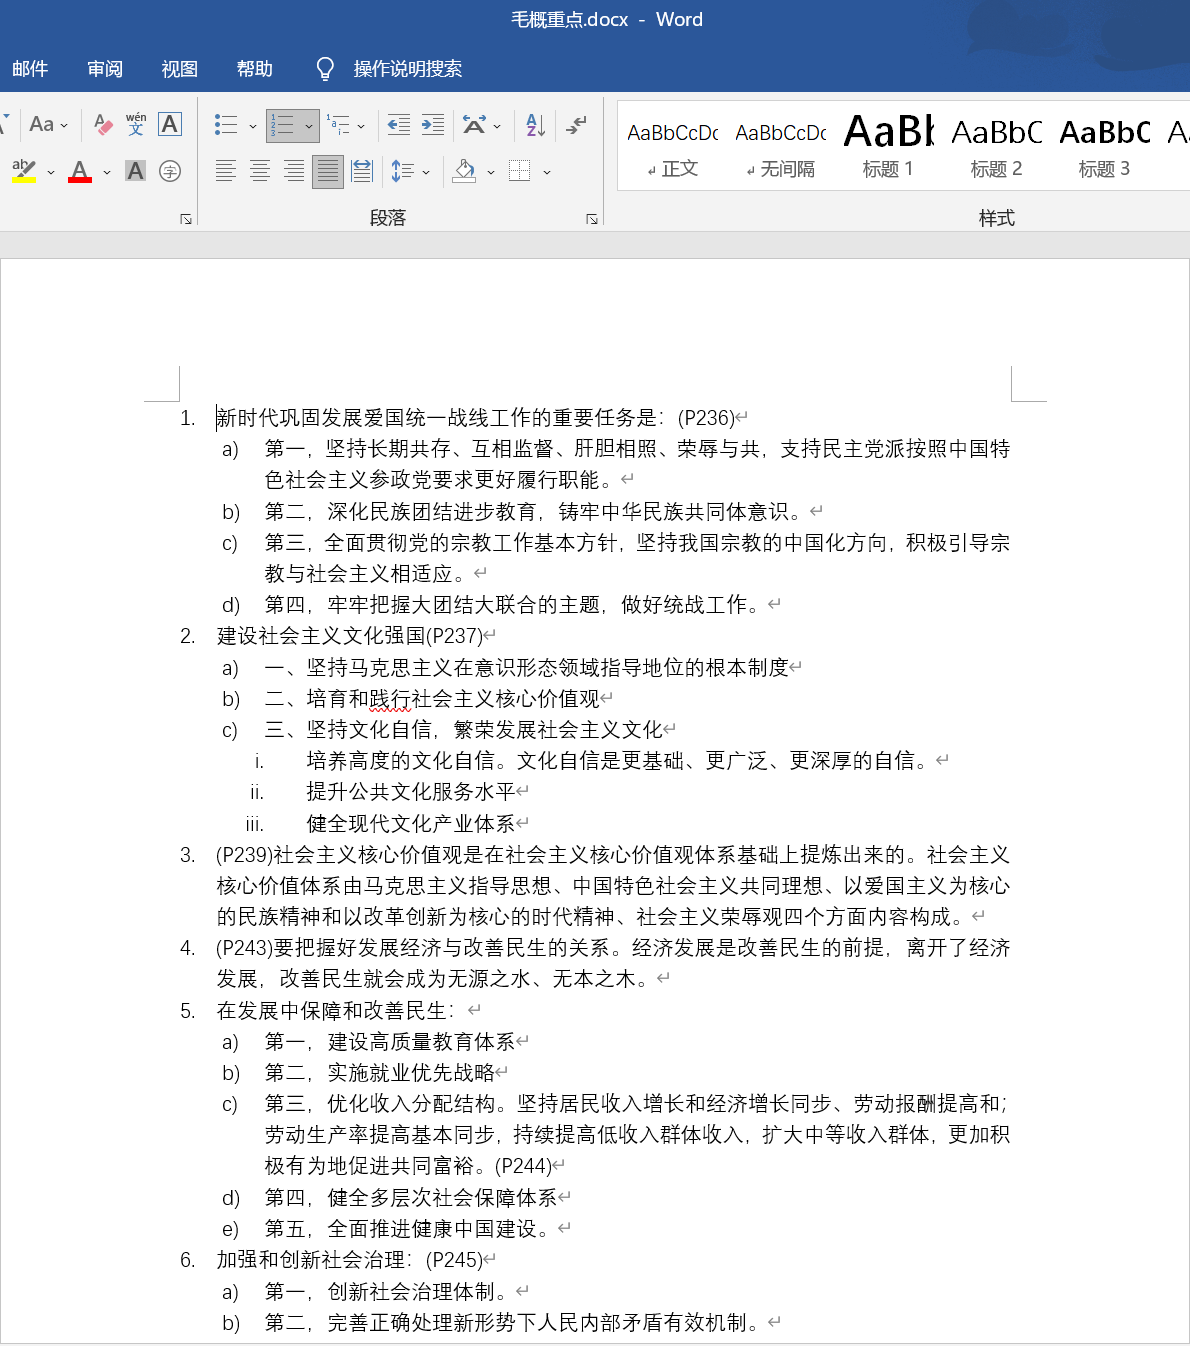 毛概重点.docx - Word
邮件 审阅 视图 帮助 操作说明搜索
Aa wén文 A
A Z
AaBbCcDc AaBbCcDc AaBb AaBbC AaBbC
ab A A 字
正文 无间隔 标题 1 标题 2 标题 3
段落 样式
1. 新时代巩固发展爱国统一战线工作的重要任务是：(P236)
a) 第一，坚持长期共存、互相监督、肝胆相照、荣辱与共，支持民主党派按照中国特
色社会主义参政党要求更好履行职能。
b) 第二，深化民族团结进步教育，铸牢中华民族共同体意识。
c) 第三，全面贯彻党的宗教工作基本方针，坚持我国宗教的中国化方向，积极引导宗
教与社会主义相适应。
d) 第四，牢牢把握大团结大联合的主题，做好统战工作。
2. 建设社会主义文化强国(P237)
a) 一、坚持马克思主义在意识形态领域指导地位的根本制度
b) 二、培育和践行社会主义核心价值观
c) 三、坚持文化自信，繁荣发展社会主义文化
i. 培养高度的文化自信。文化自信是更基础、更广泛、更深厚的自信。
ii. 提升公共文化服务水平
iii. 健全现代文化产业体系
3. (P239)社会主义核心价值观是在社会主义核心价值观体系基础上提炼出来的。社会主义
核心价值体系由马克思主义指导思想、中国特色社会主义共同理想、以爱国主义为核心
的民族精神和以改革创新为核心的时代精神、社会主义荣辱观四个方面内容构成。
4. (P243)要把握好发展经济与改善民生的关系。经济发展是改善民生的前提，离开了经济
发展，改善民生就会成为无源之水、无本之木。
5. 在发展中保障和改善民生：
a) 第一，建设高质量教育体系
b) 第二，实施就业优先战略
c) 第三，优化收入分配结构。坚持居民收入增长和经济增长同步、劳动报酬提高和；
劳动生产率提高基本同步，持续提高低收入群体收入，扩大中等收入群体，更加积
极有为地促进共同富裕。(P244)
d) 第四，健全多层次社会保障体系
e) 第五，全面推进健康中国建设。
6. 加强和创新社会治理：(P245)
a) 第一，创新社会治理体制。
b) 第二，完善正确处理新形势下人民内部矛盾有效机制。